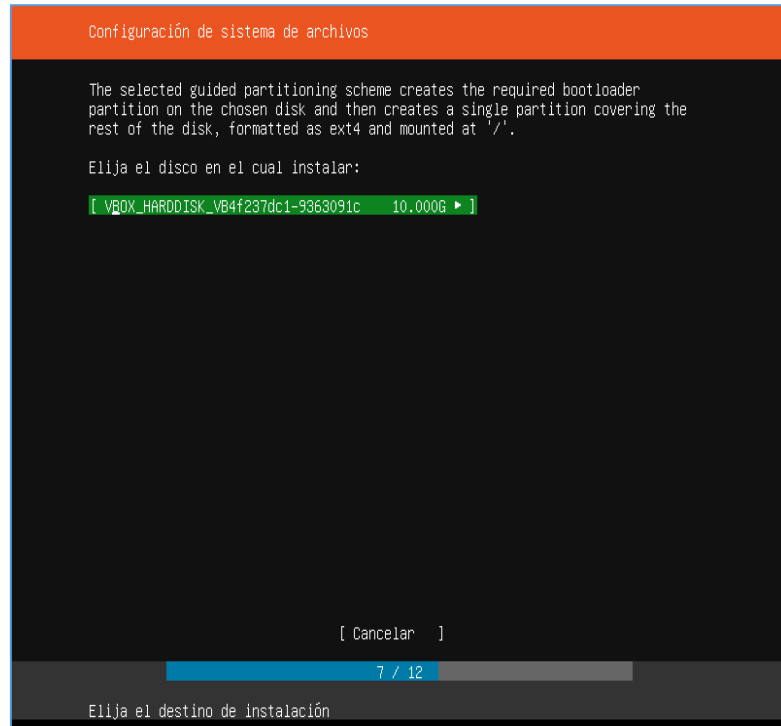 Configuración de sistema de archivos
The selected guided partitioning scheme creates the required bootloader
partition on the chosen disk and then creates a single partition covering the
rest of the disk, formatted as ext4 and mounted at '/'.
Elija el disco en el cual instalar:
[ VBOX_HARDDISK_VB4f237dc1-9363091c 10.000G ► ]
[ Cancelar ]
7 / 12
Elija el destino de instalación